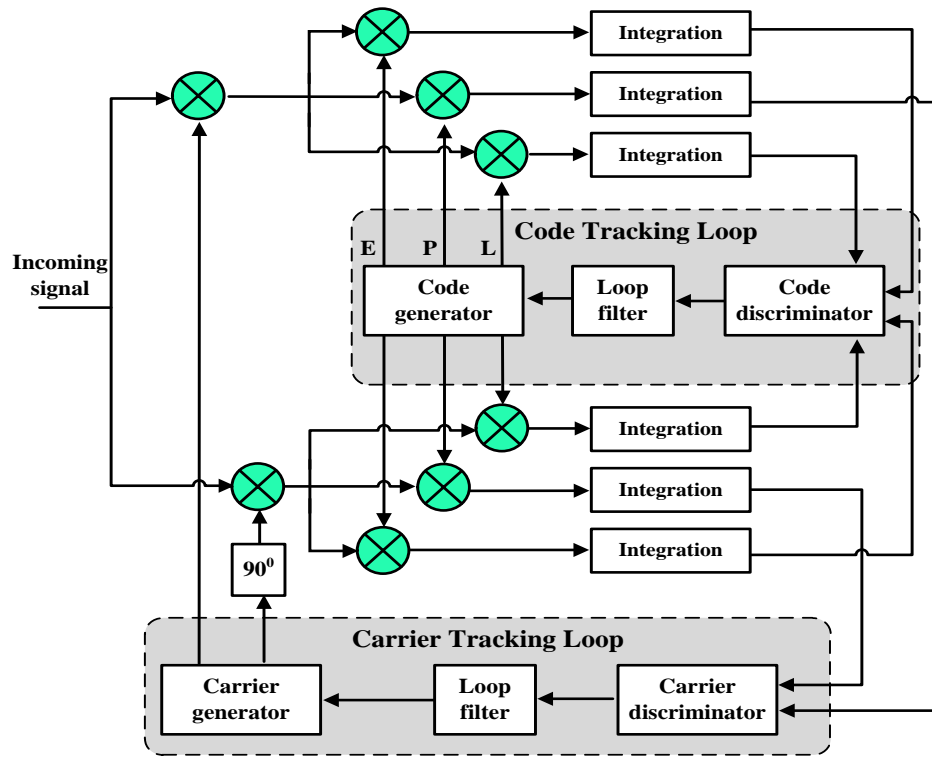 Integration
Integration
Integration
Code Tracking Loop
E P L
Incoming
signal
Code
generator
Loop
filter
Code
discriminator
Integration
Integration
Integration
90⁰
Carrier Tracking Loop
Carrier
generator
Loop
filter
Carrier
discriminator